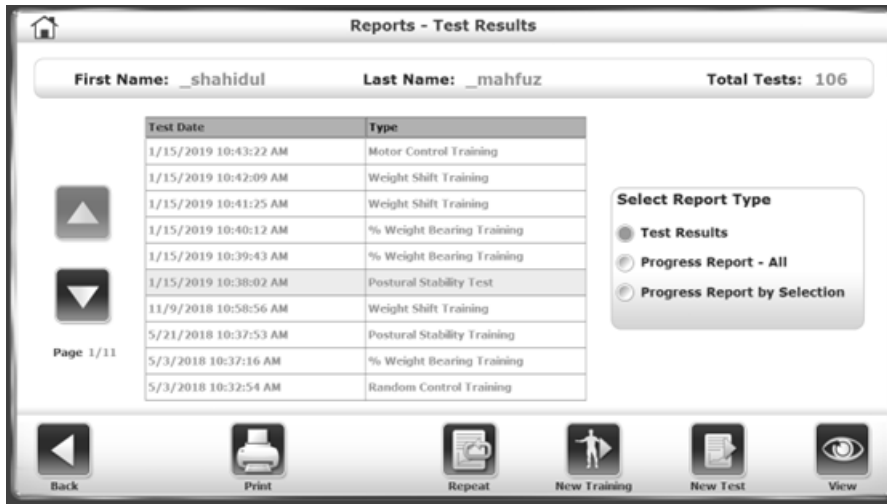 Reports - Test Results
First Name: _shahidul Last Name: _mahfuz Total Tests: 106
Test Date Type
1/15/2019 10:43:22 AM Motor Control Training
1/15/2019 10:42:09 AM Weight Shift Training
1/15/2019 10:41:25 AM Weight Shift Training
1/15/2019 10:40:12 AM % Weight Bearing Training
1/15/2019 10:39:43 AM % Weight Bearing Training
1/15/2019 10:38:02 AM Postural Stability Test
11/9/2018 10:58:56 AM Weight Shift Training
5/21/2018 10:37:53 AM Postural Stability Training
5/3/2018 10:37:16 AM % Weight Bearing Training
5/3/2018 10:32:54 AM Random Control Training
Page 1/11
Select Report Type
Test Results
Progress Report - All
Progress Report by Selection
Back Print Repeat New Training New Test View